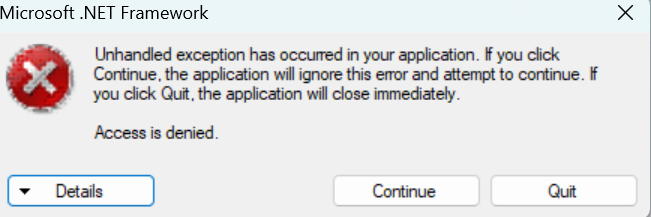 Microsoft .NET Framework
Unhandled exception has occurred in your application. If you click
Continue, the application will ignore this error and attempt to continue. If
you click Quit, the application will close immediately.
Access is denied.
Details
Continue
Quit